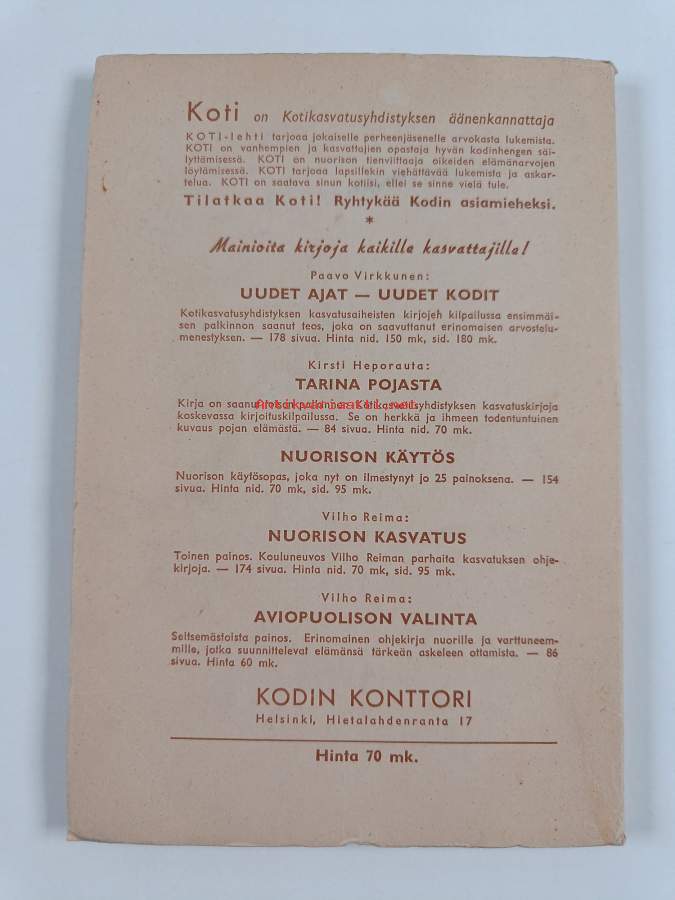 Koti on Kotikasvatusyhdistyksen äänenkannattaja
KOTI-lehti tarjoaa jokaiselle perheenjäsenelle arvokasta lukemista.
KOTI on vanhempien ja kasvattajien opastaja hyvän kodinhengen säi-
lyttämisessä. KOTI on nuorison tienviittaaja oikeiden elämänarvojen
löytämisessä. KOTI tarjoaa lapsillekin viehättävää lukemista ja askar-
telua. KOTI on saatava sinun kotiisi, ellei se sinne vielä tule.
Tilatkaa Koti! Ryhtykää Kodin asiamieheksi.
*
Mainioita kirjoja kaikille kasvattajille!
Paavo Virkkunen:
UUDET AJAT — UUDET KODIT
Kotikasvatusyhdistyksen kasvatusaiheisten kirjojen kilpailussa ensimmäi-
sen palkinnon saanut teos, joka on saavuttanut erinomaisen arvostelu-
menestyksen. — 178 sivua. Hinta nid. 150 mk, sid. 180 mk.
Kirsti Heporauta:
TARINA POJASTA
Kirja on saanut Kotikasvatusyhdistyksen kasvatuskirjoja
koskevassa kirjoituskilpailussa. Se on herkkä ja ihmeen todentuntuinen
kuvaus pojan elämästä. — 84 sivua. Hinta nid. 70 mk.
NUORISON KÄYTÖS
Nuorison käytösopas, joka nyt on ilmestynyt jo 25 painoksena. — 154
sivua. Hinta nid. 70 mk, sid. 95 mk.
Vilho Reima:
NUORISON KASVATUS
Toinen painos. Kouluneuvos Vilho Reiman parhaita kasvatuksen ohje-
kirjoja. — 174 sivua. Hinta nid. 70 mk, sid. 95 mk.
Vilho Reima:
AVIOPUOLISON VALINTA
Seitsemästoista painos. Erinomainen ohjekirja nuorille ja varttuneem-
mille, jotka suunnittelevat elämänsä tärkeän askeleen ottamista. — 86
sivua. Hinta 60 mk.
KODIN KONTTORI
Helsinki, Hietalahdenranta 17
Hinta 70 mk.